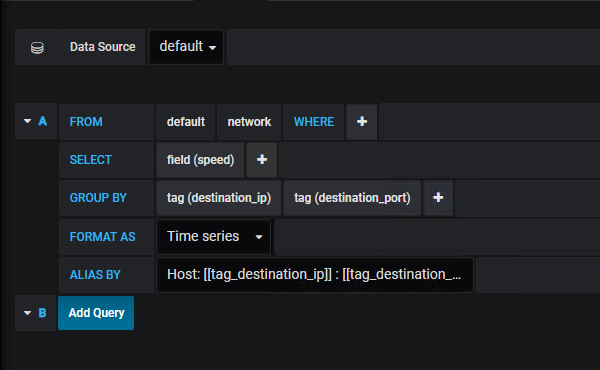 Data Source default
A FROM default network WHERE +
SELECT field (speed) +
GROUP BY tag (destination_ip) tag (destination_port) +
FORMAT AS Time series
ALIAS BY Host: [[tag_destination_ip]] : [[tag_destination_...
B Add Query